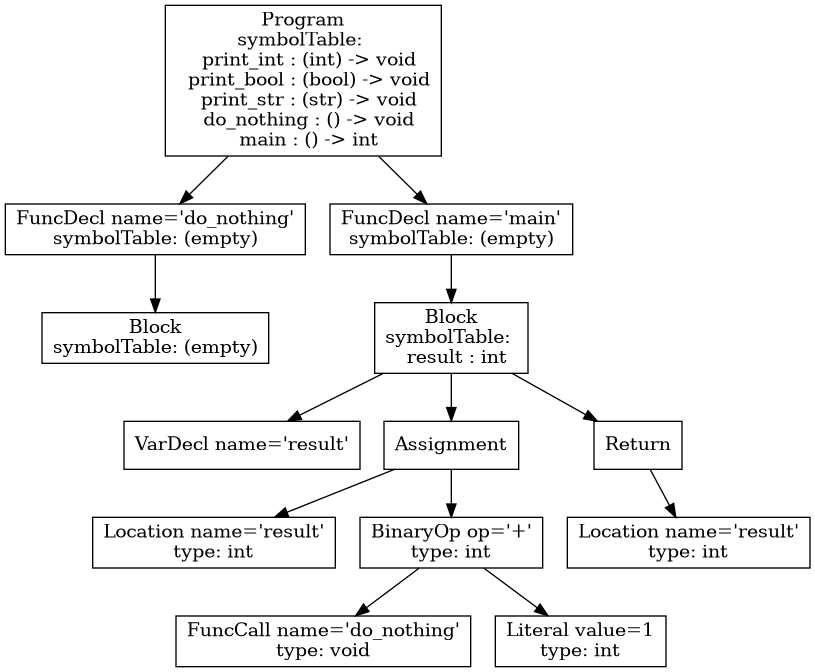 Program
symbolTable:
print_int : (int) -> void
print_bool : (bool) -> void
print_str : (str) -> void
do_nothing : () -> void
main : () -> int
FuncDecl name='do_nothing'
symbolTable: (empty)
FuncDecl name='main'
symbolTable: (empty)
Block
symbolTable: (empty)
Block
symbolTable:
result : int
VarDecl name='result'
Assignment
Return
Location name='result'
type: int
BinaryOp op='+'
type: int
Location name='result'
type: int
FuncCall name='do_nothing'
type: void
Literal value=1
type: int